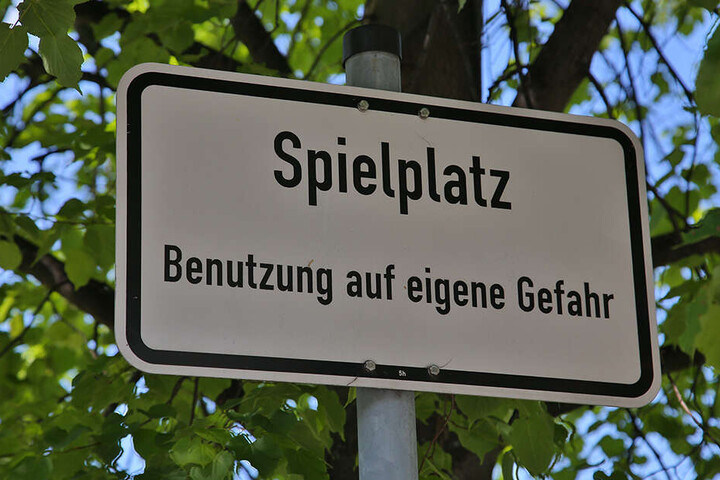 Spielplatz
Benutzung auf eigene Gefahr